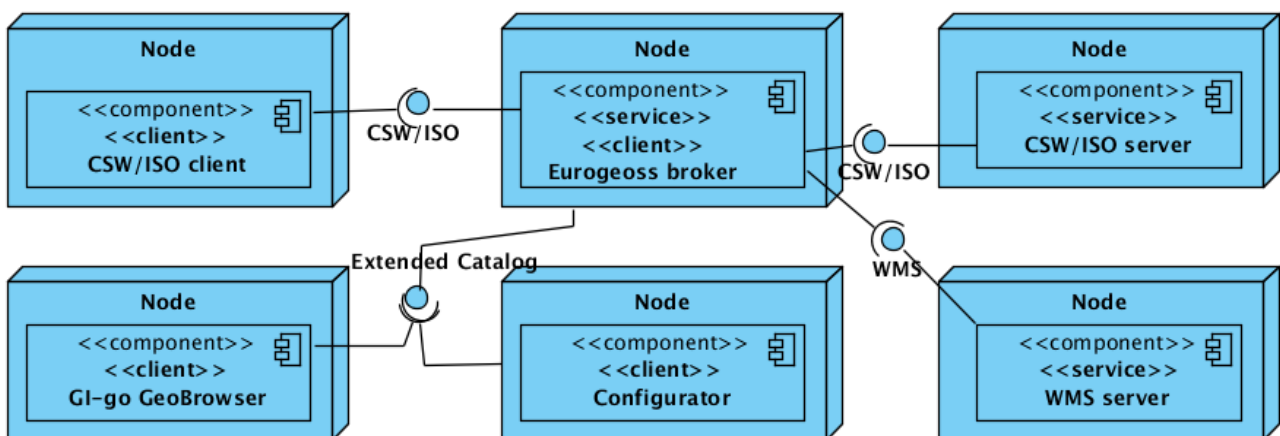 Node
<<component>>
<<client>>
CSW/ISO client
CSW/ISO
Node
<<component>>
<<service>>
<<client>>
Eurogeoss broker
CSW/ISO
Node
<<component>>
<<service>>
CSW/ISO server
Extended Catalog
WMS
Node
<<component>>
<<client>>
GI-go GeoBrowser
Node
<<component>>
<<client>>
Configurator
Node
<<component>>
<<service>>
WMS server